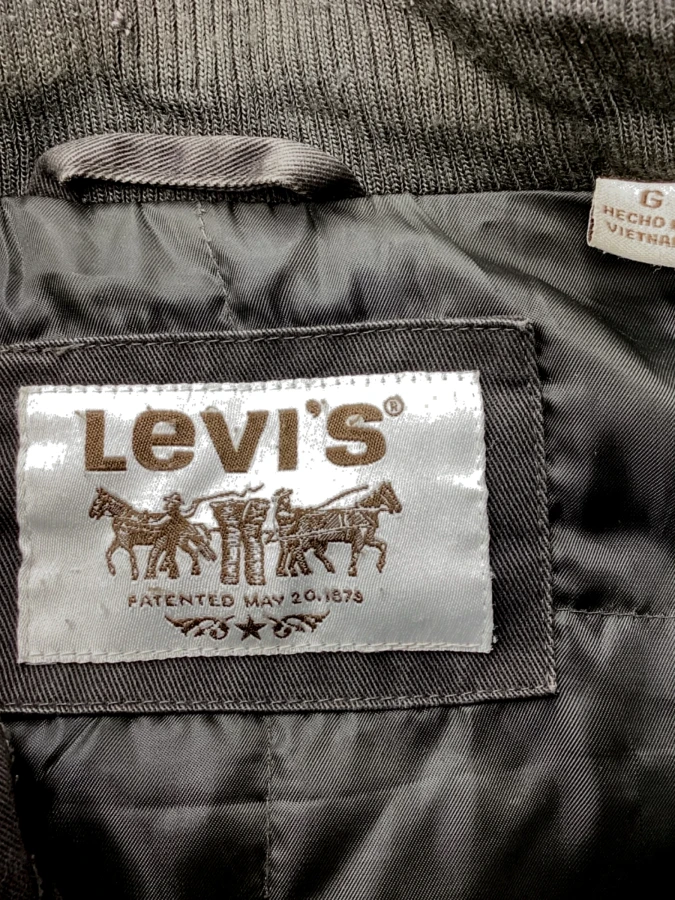 G
HECHO
VIETNA
LEVI'S®
PATENTED MAY 20.1873